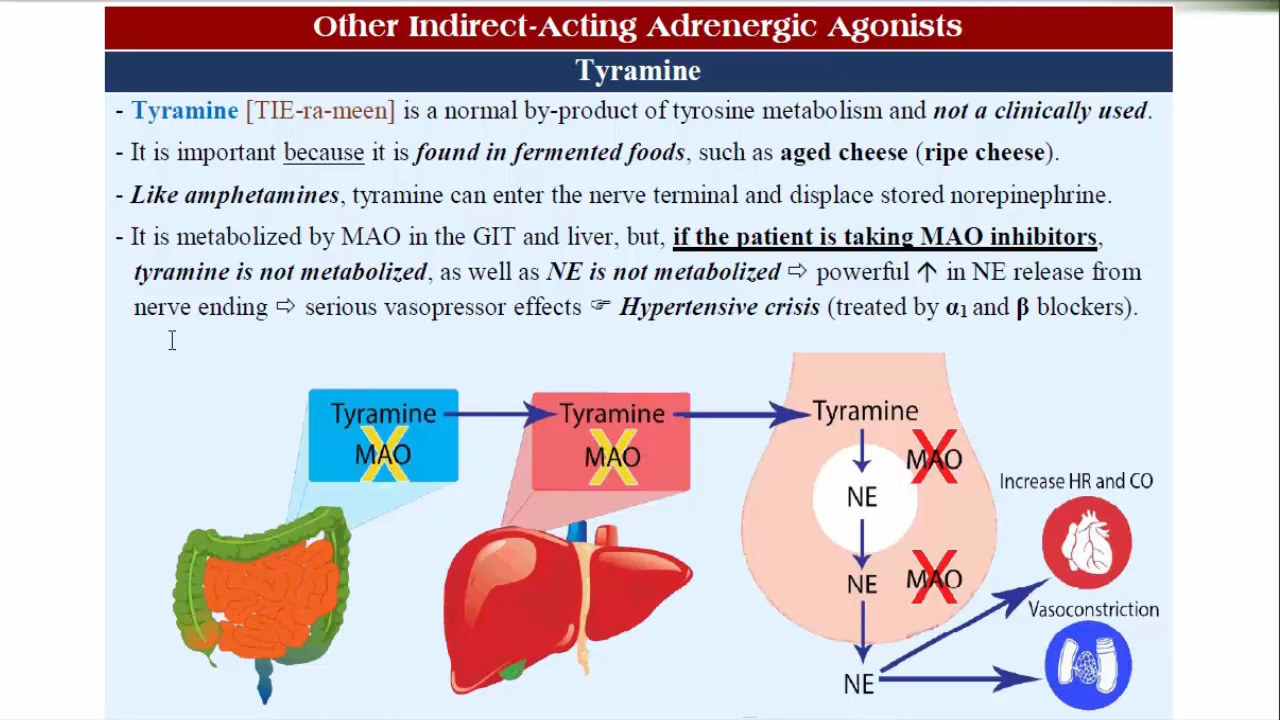 Other Indirect-Acting Adrenergic Agonists
Tyramine
- Tyramine [TIE-ra-meen] is a normal by-product of tyrosine metabolism and not a clinically used.
- It is important because it is found in fermented foods, such as aged cheese (ripe cheese).
- Like amphetamines, tyramine can enter the nerve terminal and displace stored norepinephrine.
- It is metabolized by MAO in the GIT and liver, but, if the patient is taking MAO inhibitors,
tyramine is not metabolized, as well as NE is not metabolized ⇨ powerful ↑ in NE release from
nerve ending ⇨ serious vasopressor effects ☞ Hypertensive crisis (treated by α1 and β blockers).
Tyramine
MAO
Tyramine
MAO
Tyramine
MAO
NE
NE
MAO
NE
Increase HR and CO
Vasoconstriction